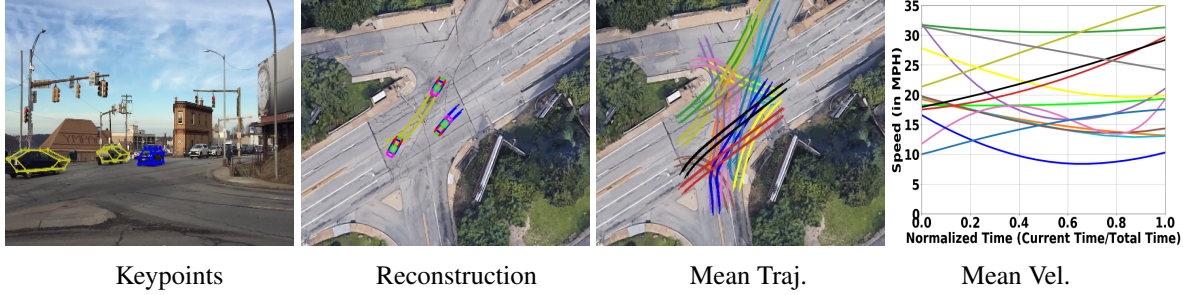 35
30
25
20
15
10
5
0
0.0 0.2 0.4 0.6 0.8 1.0
Speed (in MPH)
Normalized Time (Current Time/Total Time)
Keypoints Reconstruction Mean Traj. Mean Vel.